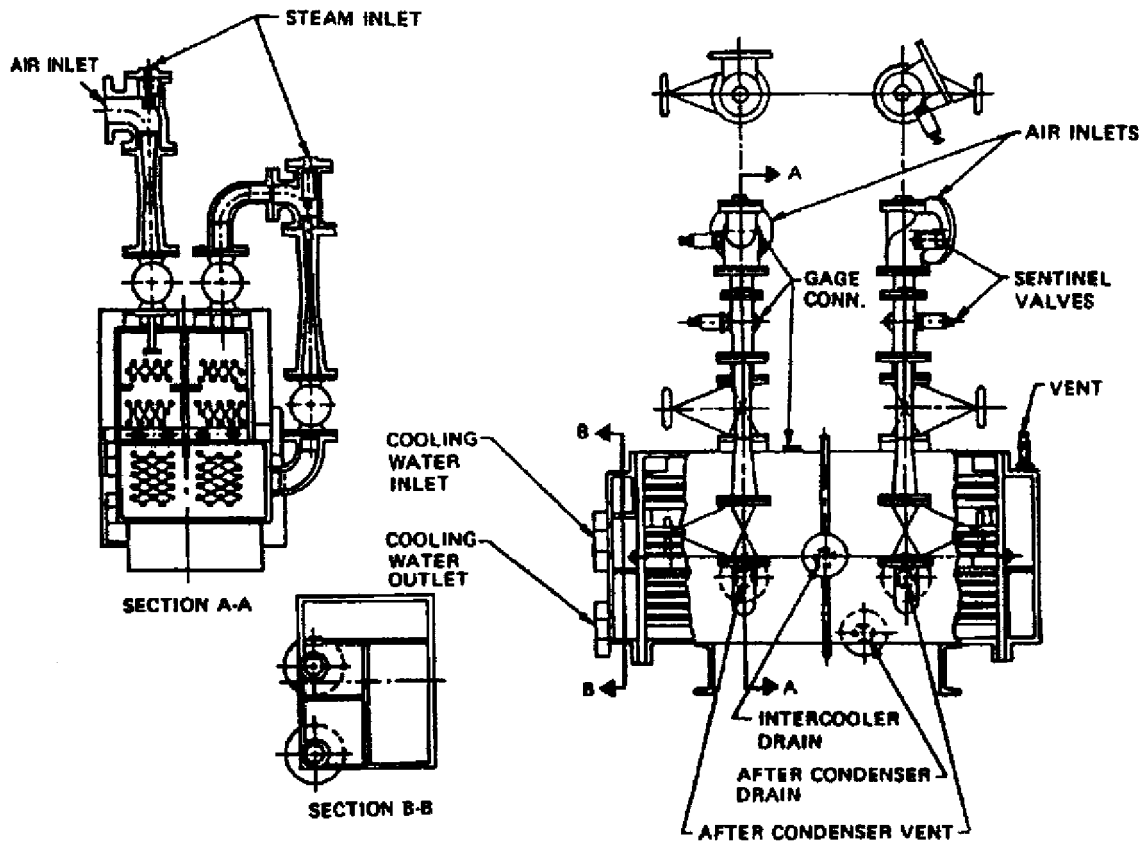 STEAM INLET
AIR INLET
SECTION A-A
SECTION B-B
A
AIR INLETS
GAGE
CONN.
SENTINEL
VALVES
VENT
B
COOLING
WATER
INLET
COOLING
WATER
OUTLET
B
A
INTERCOOLER
DRAIN
AFTER CONDENSER
DRAIN
AFTER CONDENSER VENT